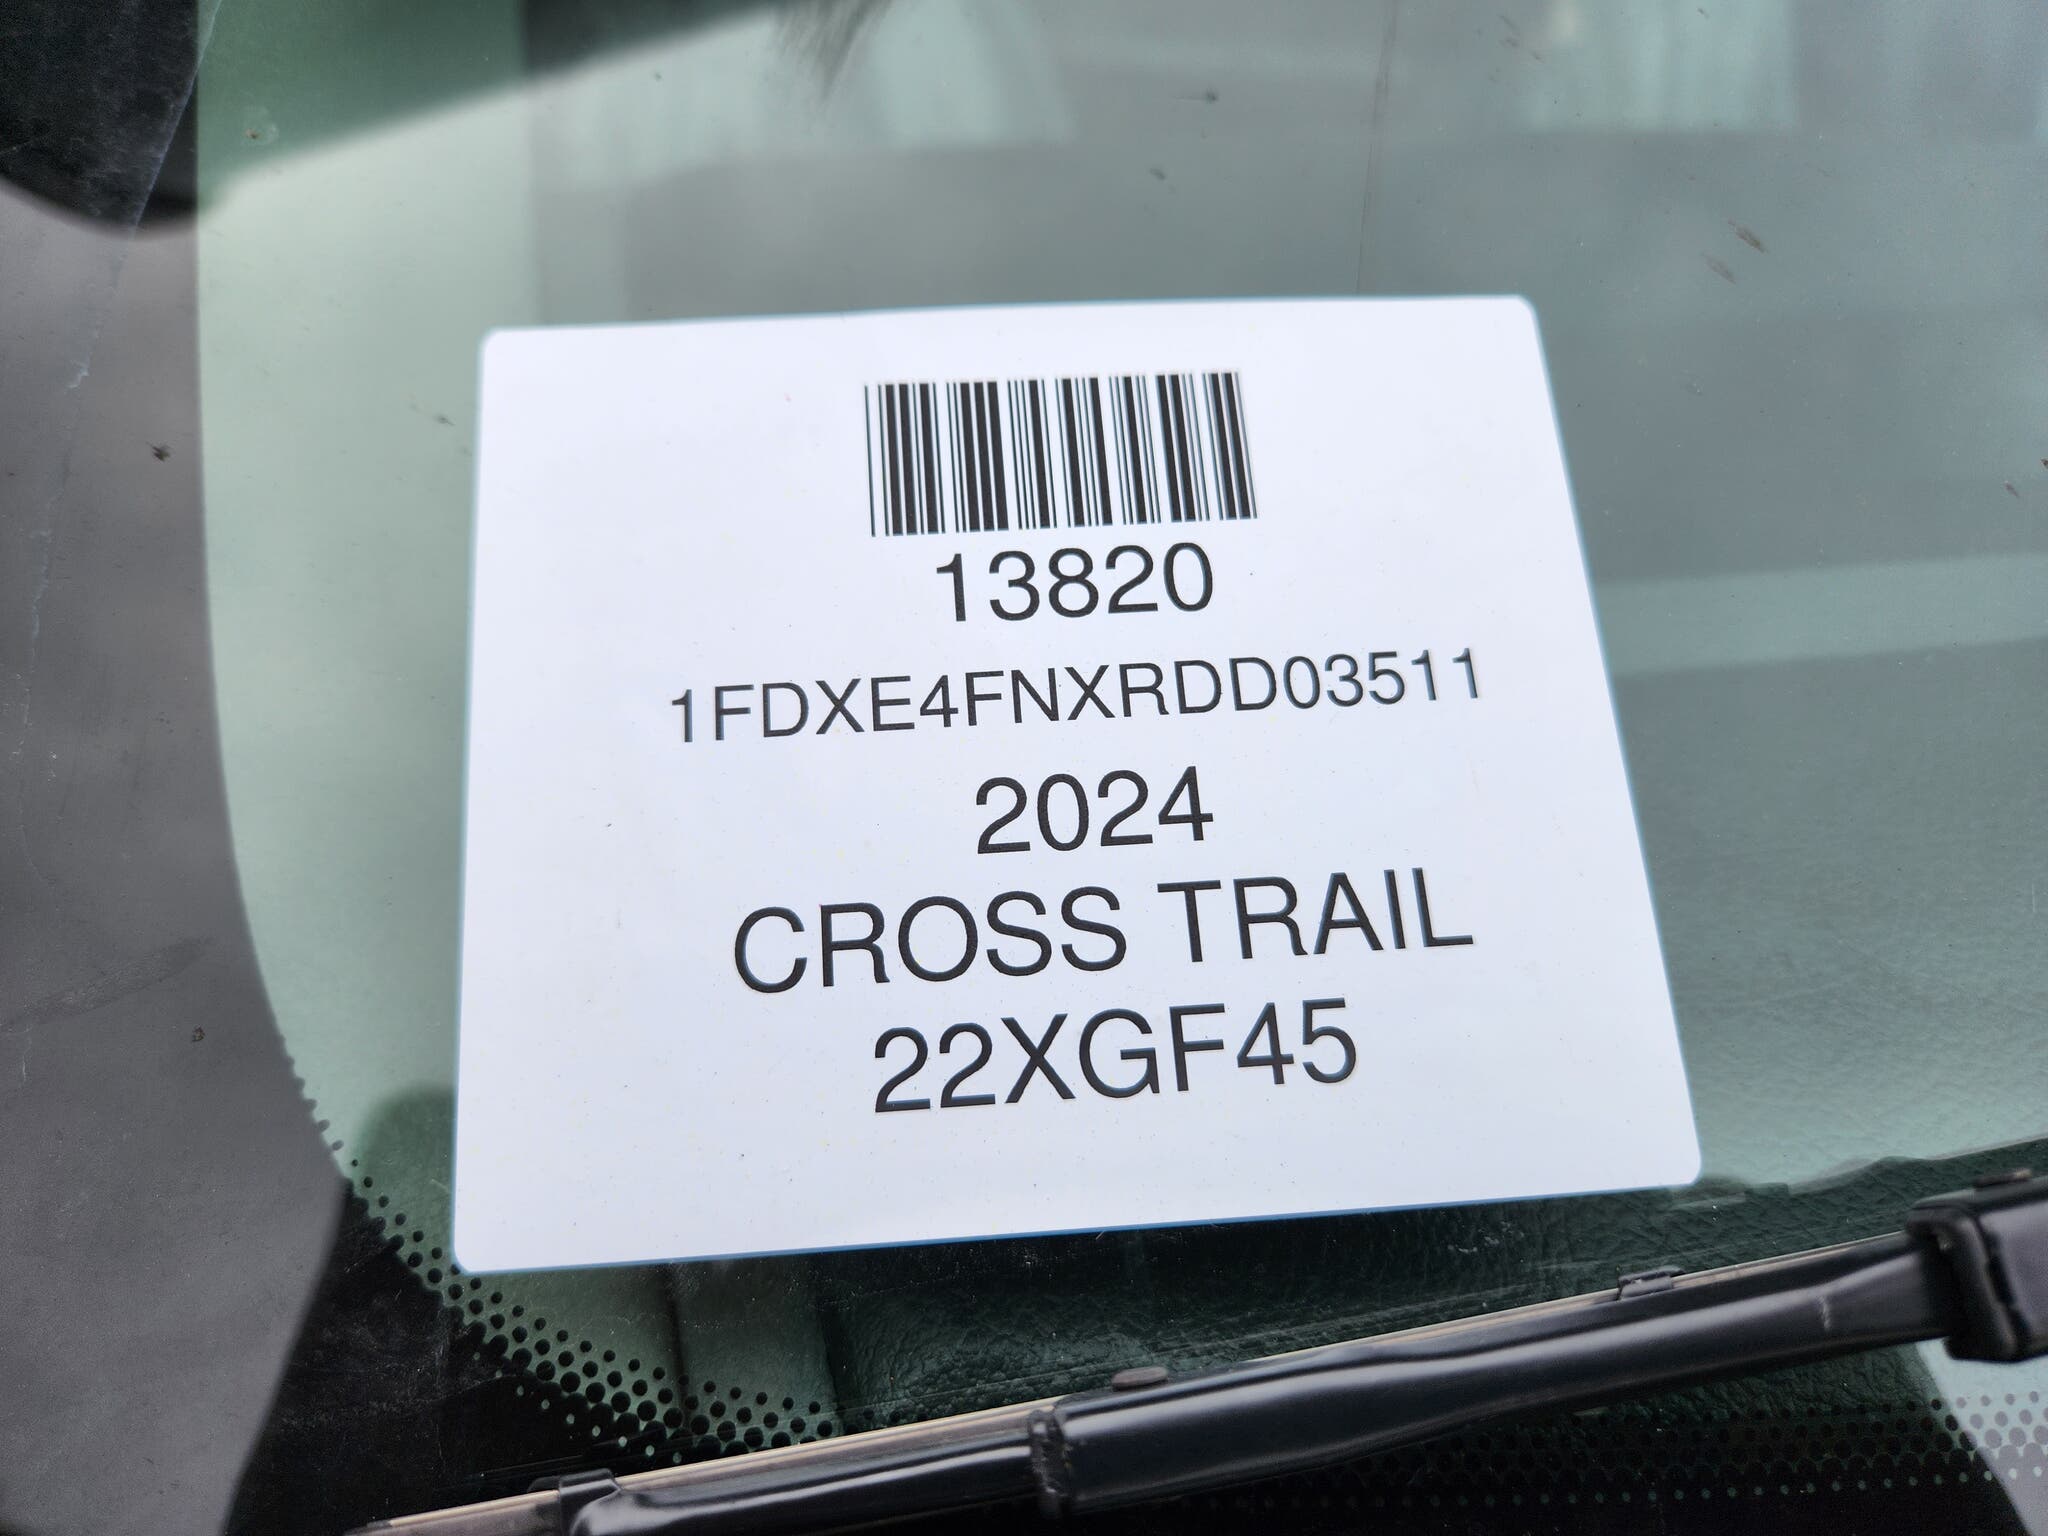 13820
1FDXE4FNXRDD03511
2024
CROSS TRAIL
22XGF45